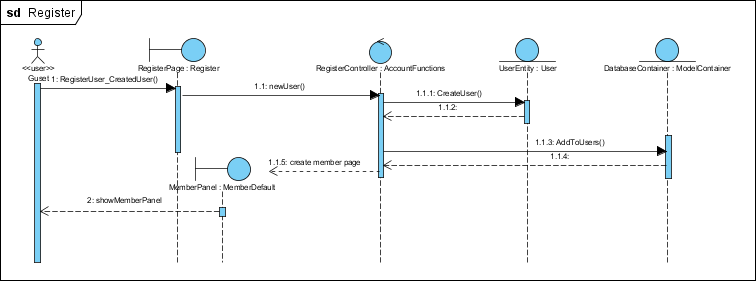 sd Register
<<user>>
Guset
RegisterPage : Register
RegisterController : AccountFunctions
UserEntity : User
DatabaseContainer : ModelContainer
1: RegisterUser_CreatedUser()
1.1: newUser()
1.1.1: CreateUser()
1.1.2:
1.1.3: AddToUsers()
1.1.4:
1.1.5: create member page
MemberPanel : MemberDefault
2: showMemberPanel